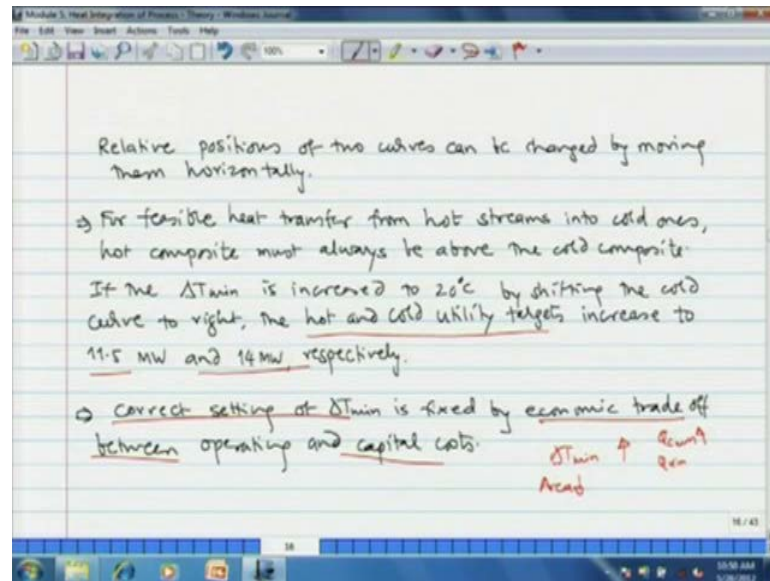 Module 5, Heat Integration of Process - Theory - Windows Journal
File Edit View Insert Actions Tools Help
100%
Relative positions of two curves can be changed by moving
them horizontally.
⇒ For feasible heat transfer from hot streams into cold ones,
hot composite must always be above the cold composite.
If the ΔTmin is increased to 20°C by shifting the cold
curve to right, the hot and cold utility targets increase to
11.5 MW and 14 MW, respectively.
⇒ Correct setting of ΔTmin is fixed by economic trade off
between operating and capital costs.
ΔTmin ↑
16 / 43
16
10:50 AM